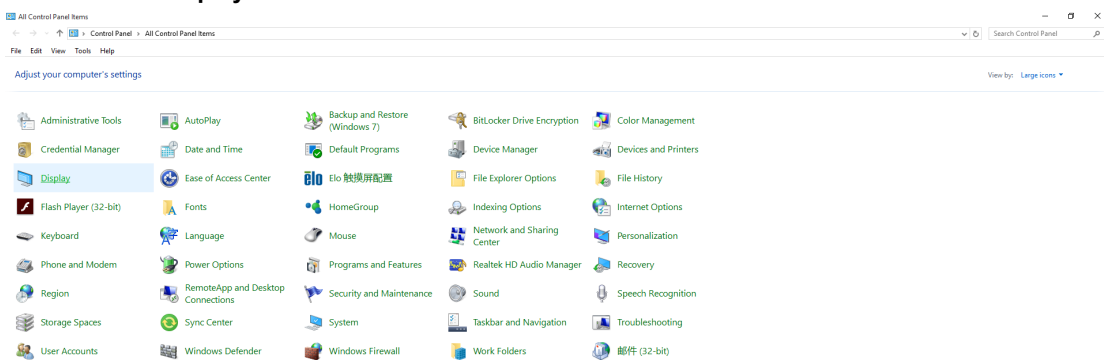 All Control Panel Items
Control Panel > All Control Panel Items
Search Control Panel
File Edit View Tools Help
Adjust your computer's settings
View by: Large icons
Administrative Tools
AutoPlay
Backup and Restore
(Windows 7)
BitLocker Drive Encryption
Color Management
Credential Manager
Date and Time
Default Programs
Device Manager
Devices and Printers
Display
Ease of Access Center
elo
Elo 触摸屏配置
File Explorer Options
File History
Flash Player (32-bit)
Fonts
HomeGroup
Indexing Options
Internet Options
Keyboard
Language
Mouse
Network and Sharing
Center
Personalization
Phone and Modem
Power Options
Programs and Features
Realtek HD Audio Manager
Recovery
Region
RemoteApp and Desktop
Connections
Security and Maintenance
Sound
Speech Recognition
Storage Spaces
Sync Center
System
Taskbar and Navigation
Troubleshooting
User Accounts
Windows Defender
Windows Firewall
Work Folders
邮件 (32-bit)